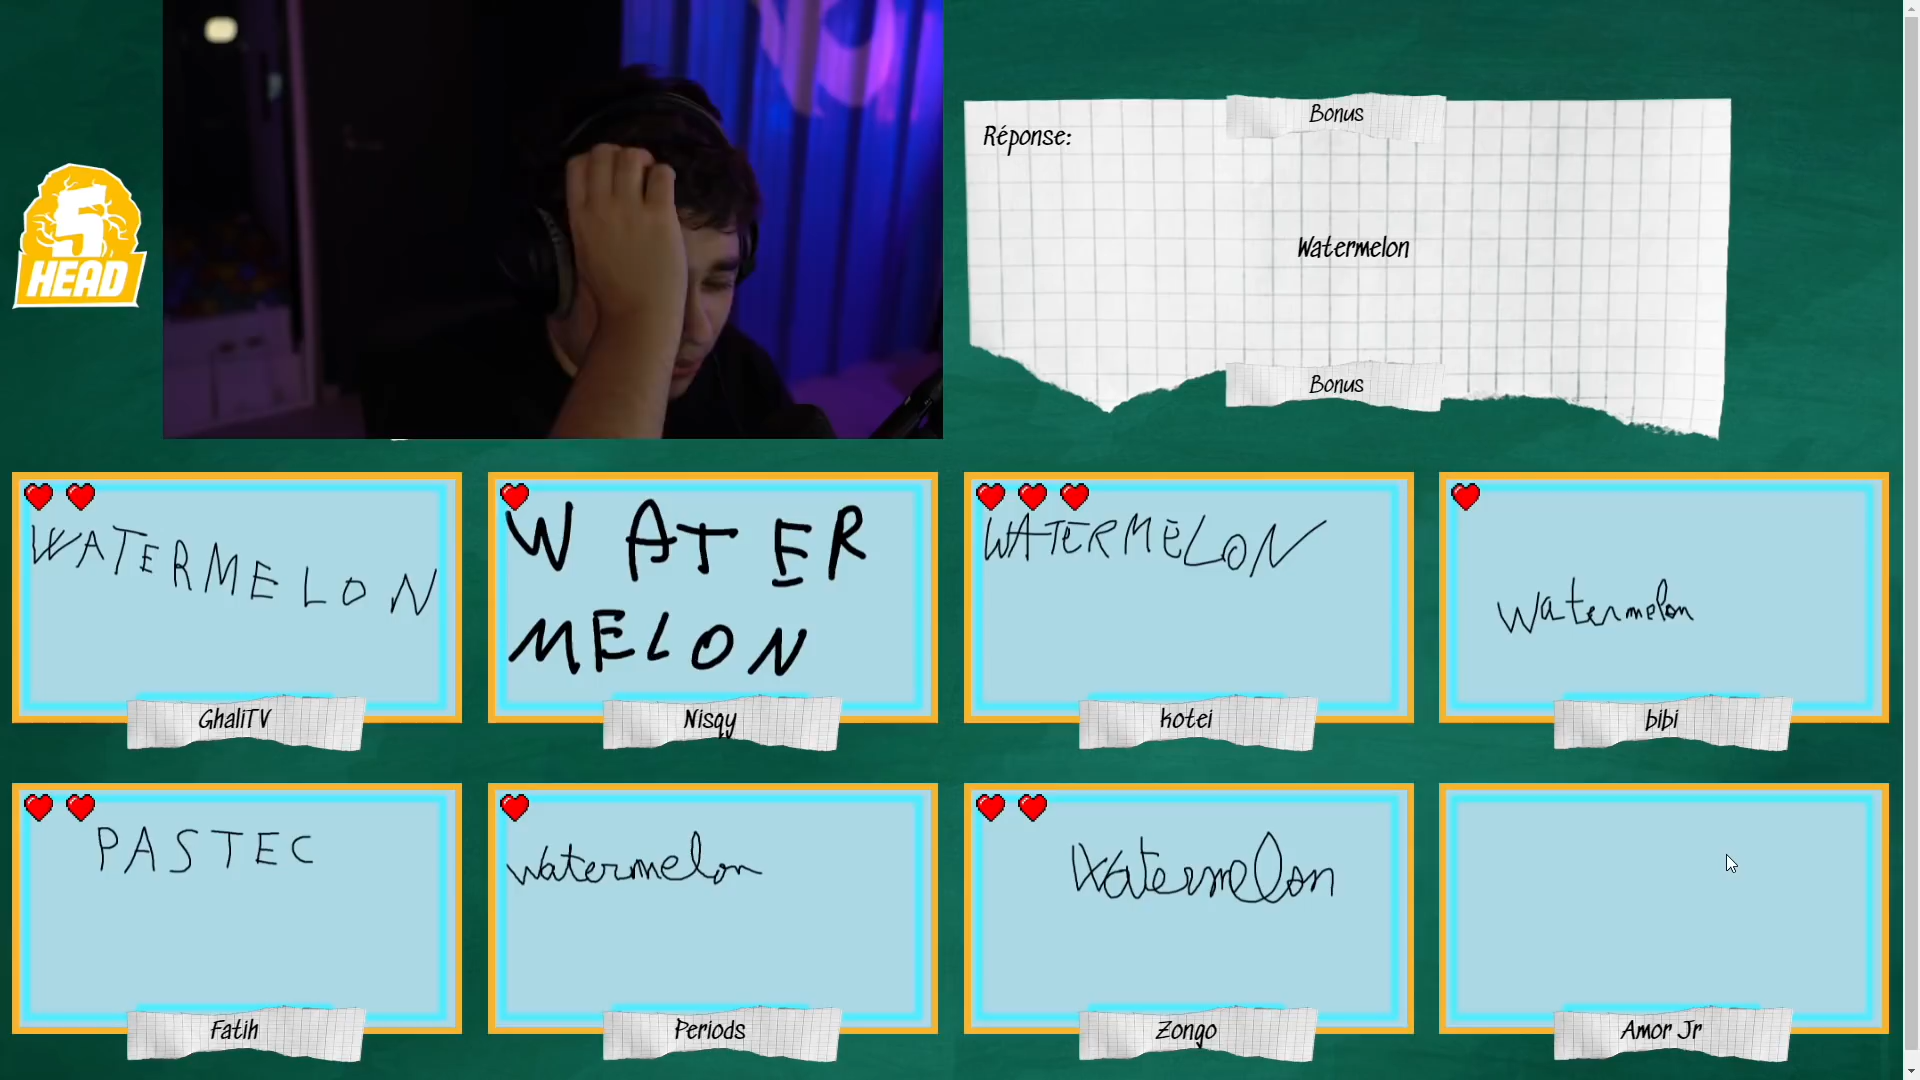 5
HEAD
Bonus
Réponse:
Watermelon
Bonus
WATERMELON
GhaliTV
WATER
MELON
Nisqy
WATERMELON
kotei
Watermelon
bibi
PASTEC
Fatih
watermelon
Periods
Watermelon
Zongo
Amor Jr